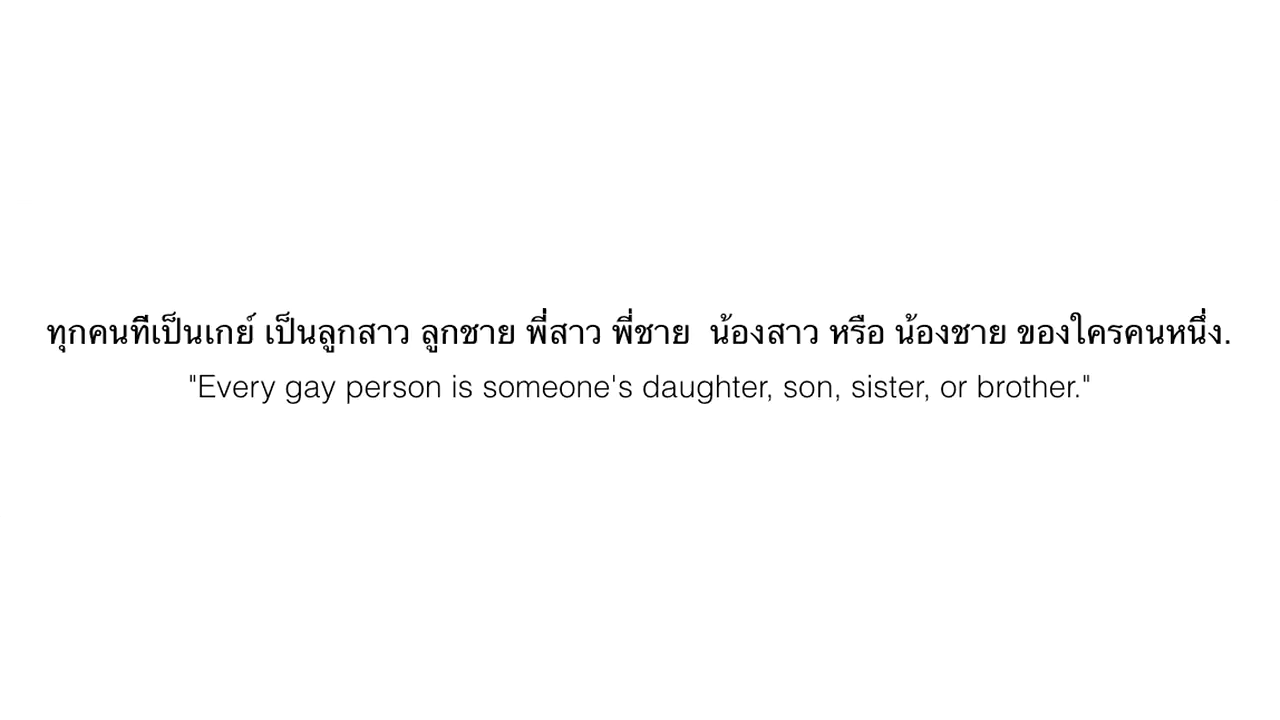 ทุกคนที่เป็นเกย์ เป็นลูกสาว ลูกชาย พี่สาว พี่ชาย  น้องสาว หรือ น้องชาย ของใครคนหนึ่ง.
"Every gay person is someone's daughter, son, sister, or brother."